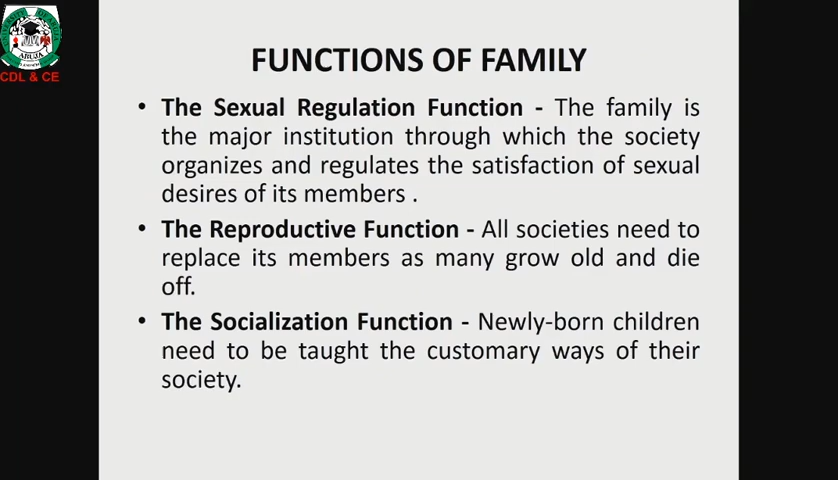 CDL & CE
FUNCTIONS OF FAMILY
• The Sexual Regulation Function - The family is
the major institution through which the society
organizes and regulates the satisfaction of sexual
desires of its members .
• The Reproductive Function - All societies need to
replace its members as many grow old and die
off.
• The Socialization Function - Newly-born children
need to be taught the customary ways of their
society.